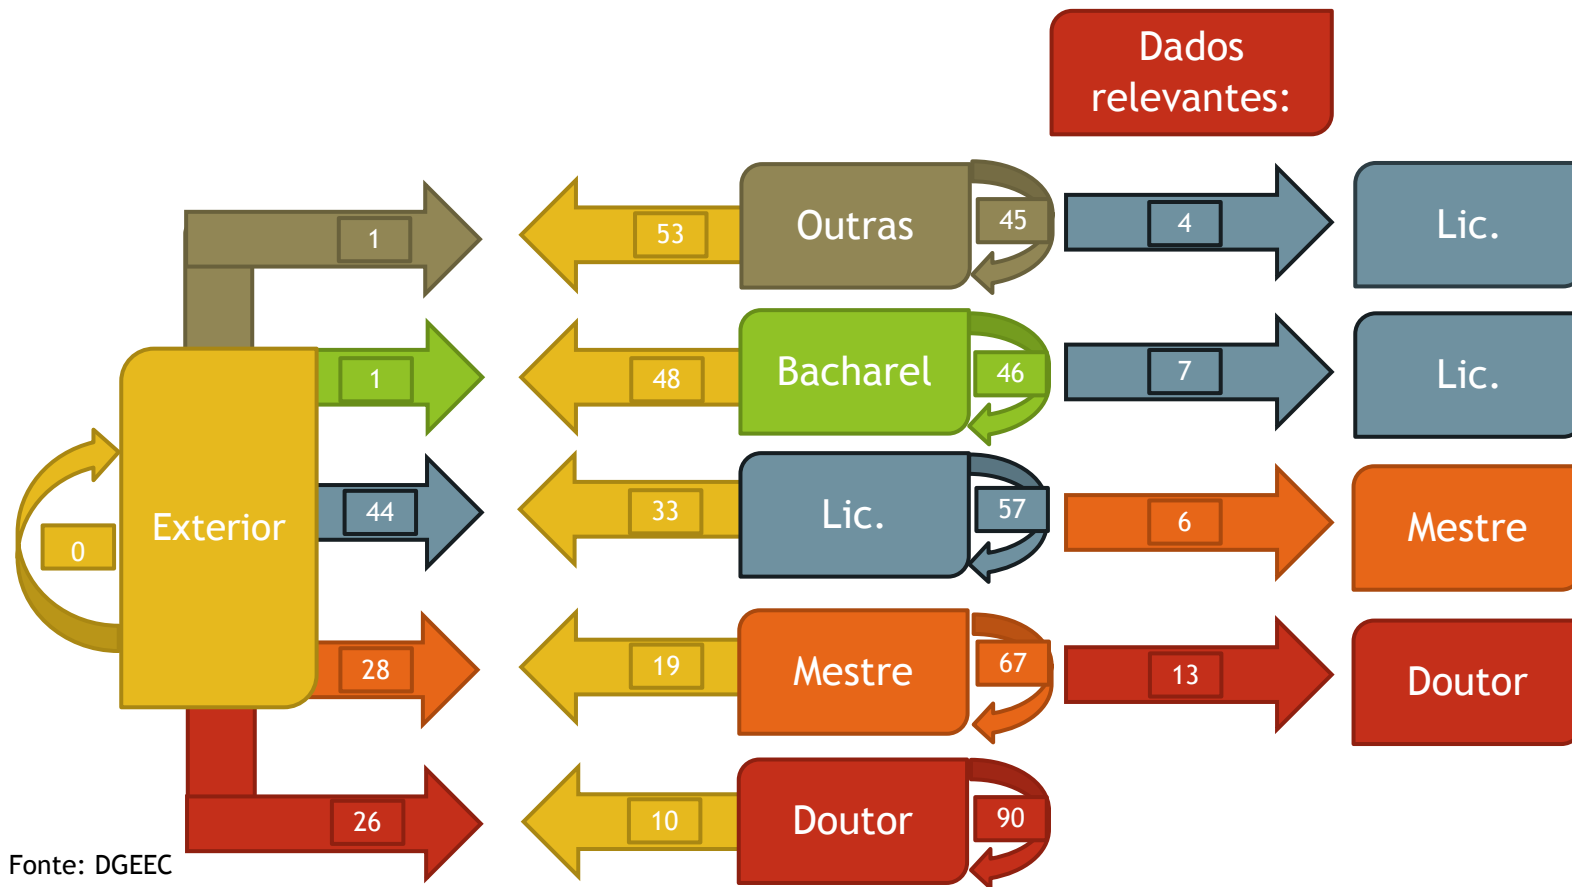 Dados
relevantes:
1
53
Outras
45
4
Lic.
1
48
Bacharel
46
7
Lic.
0
Exterior
44
33
Lic.
57
6
Mestre
28
19
Mestre
67
13
Doutor
26
10
Doutor
90
Fonte: DGEEC